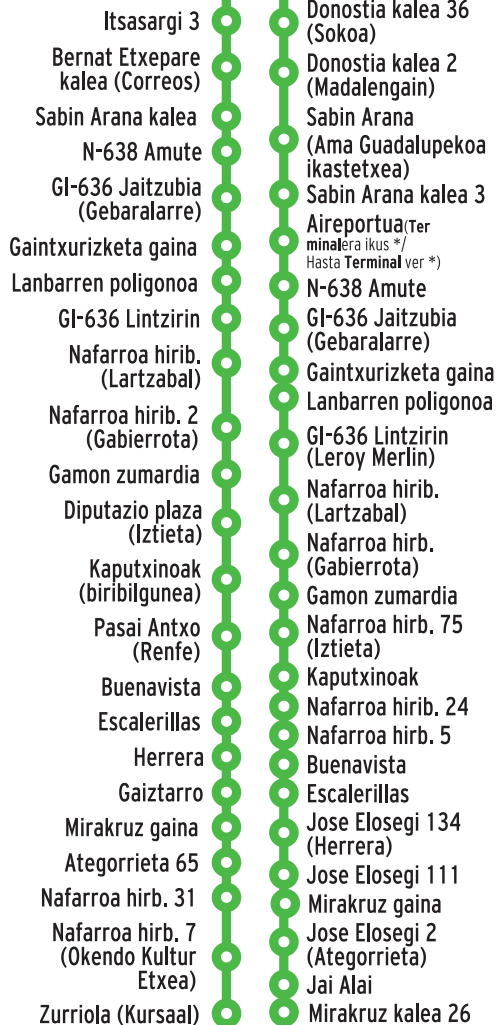 Itsasargi 3
Bernat Etxepare
kalea (Correos)
Sabin Arana kalea
N-638 Amute
GI-636 Jaitzubia
(Gebaralarre)
Gaintxurizketa gaina
Lanbarren poligonoa
GI-636 Lintzirin
Nafarroa hirib.
(Lartzabal)
Nafarroa hirib. 2
(Gabierrota)
Gamon zumardia
Diputazio plaza
(Iztieta)
Kaputxinoak
(biribilgunea)
Pasai Antxo
(Renfe)
Buenavista
Escalerillas
Herrera
Gaiztarro
Mirakruz gaina
Ategorrieta 65
Nafarroa hirb. 31
Nafarroa hirb. 7
(Okendo Kultur
Etxea)
Zurriola (Kursaal)
Donostia kalea 36
(Sokoa)
Donostia kalea 2
(Madalengain)
Sabin Arana
(Ama Guadalupekoa
ikastetxea)
Sabin Arana kalea 3
Aireportua(Ter
minalera ikus */
Hasta Terminal ver *)
N-638 Amute
GI-636 Jaitzubia
(Gebaralarre)
Gaintxurizketa gaina
Lanbarren poligonoa
GI-636 Lintzirin
(Leroy Merlin)
Nafarroa hirib.
(Lartzabal)
Nafarroa hirb.
(Gabierrota)
Gamon zumardia
Nafarroa hirb. 75
(Iztieta)
Kaputxinoak
Nafarroa hirib. 24
Nafarroa hirb. 5
Buenavista
Escalerillas
Jose Elosegi 134
(Herrera)
Jose Elosegi 111
Mirakruz gaina
Jose Elosegi 2
(Ategorrieta)
Jai Alai
Mirakruz kalea 26